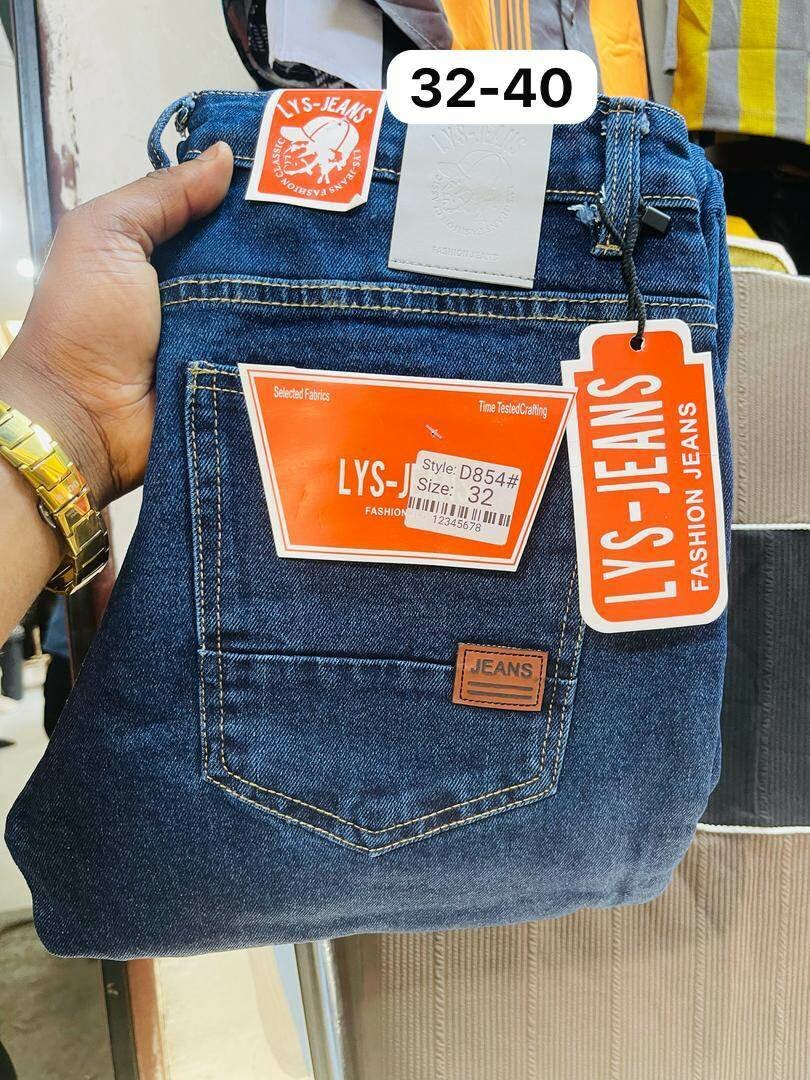 32-40
LYS-JEANS
LYS-JEANS FASHION CLASSIC
LYS-JEANS
FASHION JEANS
Selected Fabrics
Time TestedCrafting
LYS-J
FASHION
Style: D854#
Size: 32
12345678
LYS-JEANS
FASHION JEANS
JEANS